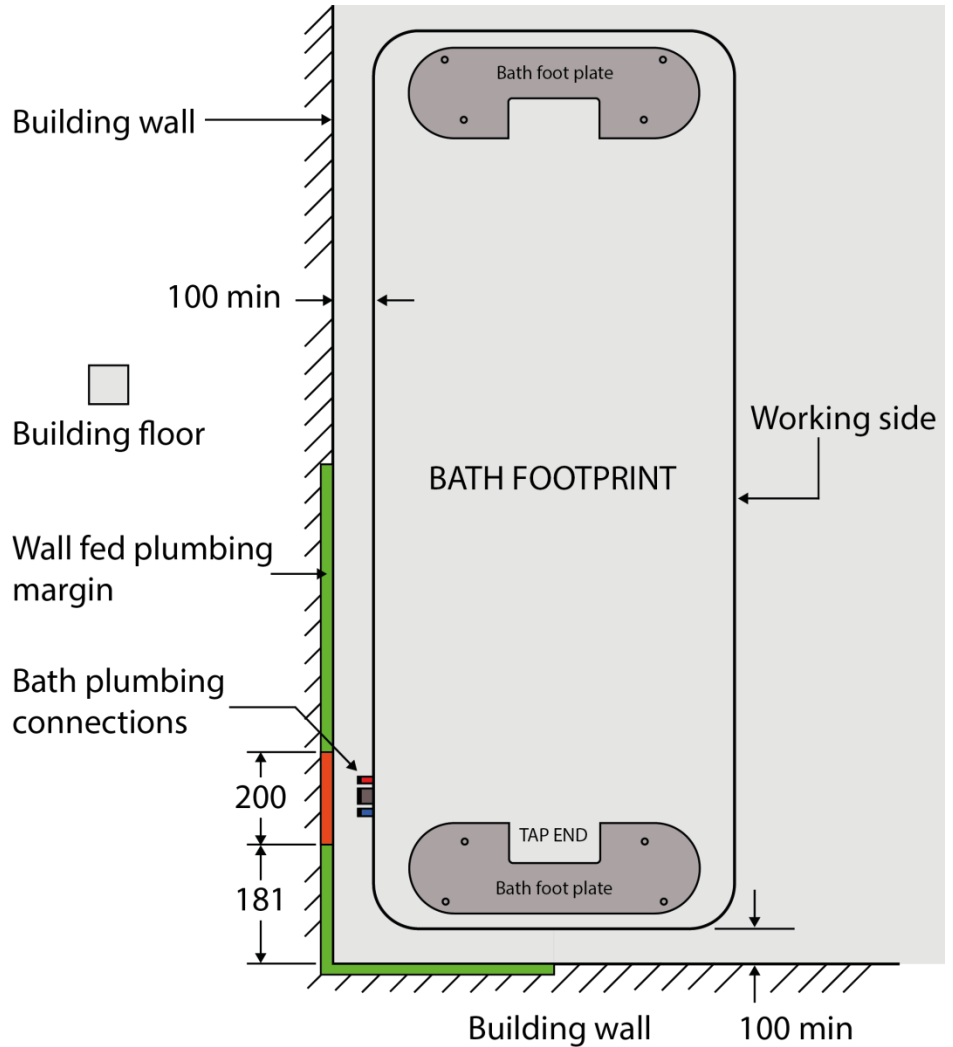 Bath foot plate
Building wall
100 min
Building floor
Working side
BATH FOOTPRINT
Wall fed plumbing
margin
Bath plumbing
connections
200
TAP END
Bath foot plate
181
Building wall
100 min